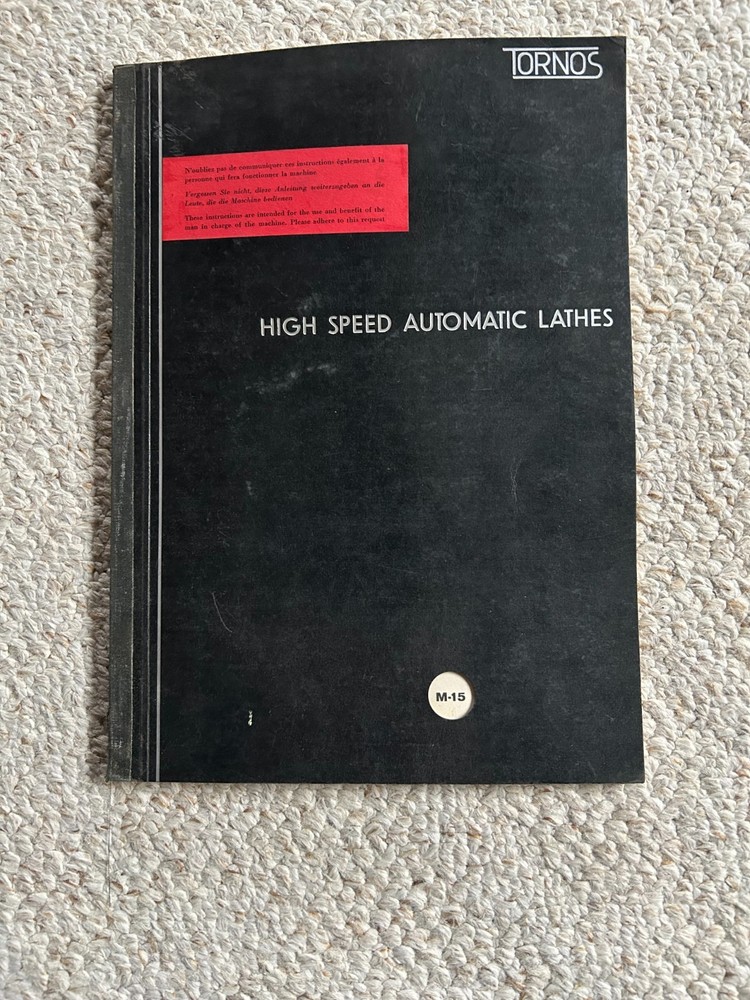 TORNOS
N'oubliez pas de communiquer ces instructions également à la
personne qui fera fonctionner la machine
Vergessen Sie nicht, diese Anleitung weiterzugeben an die
Leute, die die Maschine bedienen
These instructions are intended for the use and benefit of the
man in charge of the machine. Please adhere to this request
HIGH SPEED AUTOMATIC LATHES
M-15